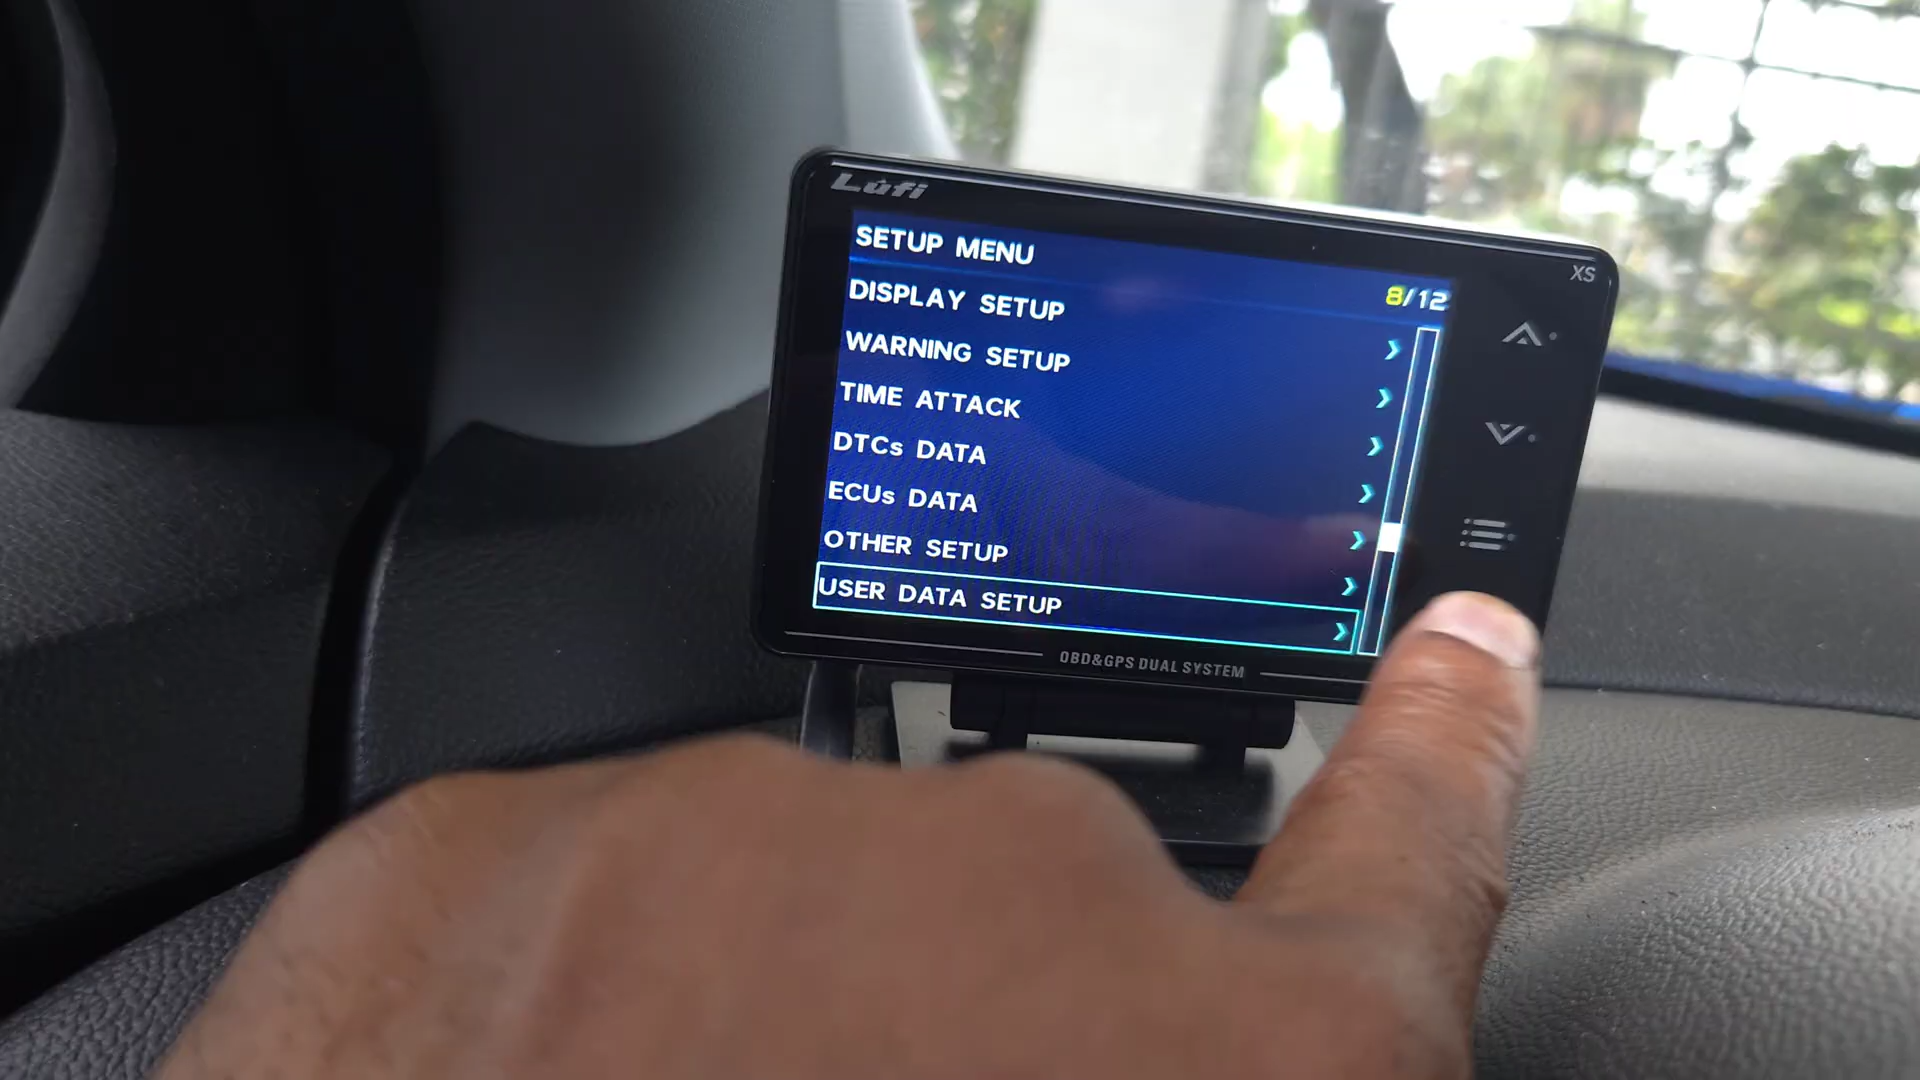 Lufi
XS
SETUP MENU
8/12
DISPLAY SETUP
WARNING SETUP
TIME ATTACK
DTCs DATA
ECUs DATA
OTHER SETUP
USER DATA SETUP
OBD&GPS DUAL SYSTEM